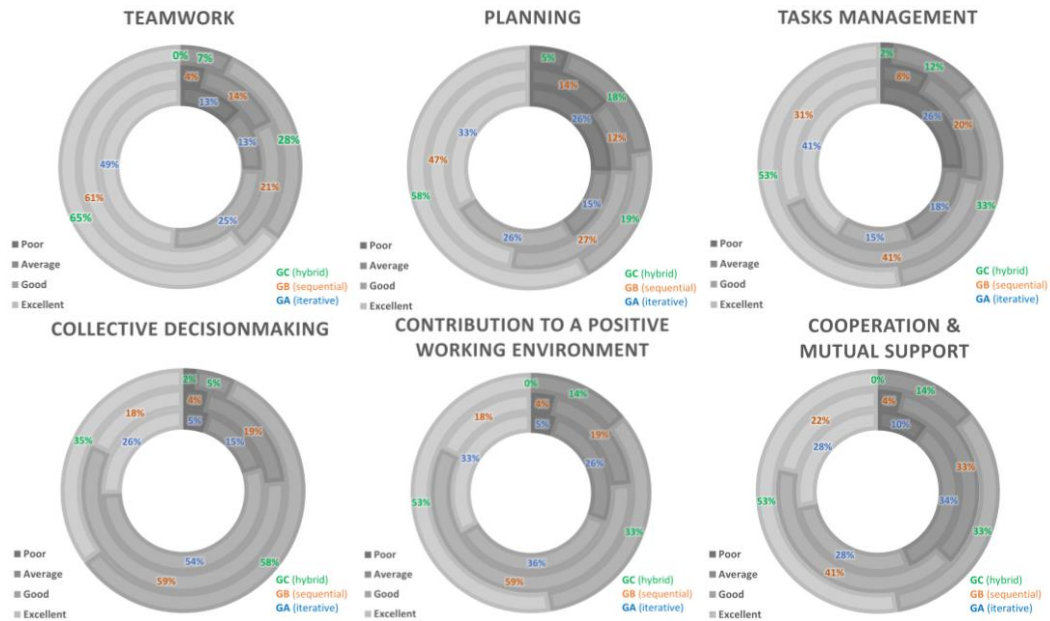 TEAMWORK
0% 7%
4% 14%
13%
13%
28%
49%
61%
21%
65%
25%
Poor
Average
Good
Excellent
GC (hybrid)
GB (sequential)
GA (iterative)
PLANNING
5%
14%
18%
26%
12%
33%
47%
58%
15%
19%
26%
27%
Poor
Average
Good
Excellent
GC (hybrid)
GB (sequential)
GA (iterative)
TASKS MANAGEMENT
2%
12%
8%
26%
20%
31%
41%
53%
18%
33%
15%
41%
Poor
Average
Good
Excellent
GC (hybrid)
GB (sequential)
GA (iterative)
COLLECTIVE DECISIONMAKING
2% 5%
4%
5%
19%
15%
18%
35%
26%
54%
58%
59%
Poor
Average
Good
Excellent
GC (hybrid)
GB (sequential)
GA (iterative)
CONTRIBUTION TO A POSITIVE
WORKING ENVIRONMENT
0%
14%
4%
5%
19%
26%
18%
33%
53%
33%
36%
59%
Poor
Average
Good
Excellent
GC (hybrid)
GB (sequential)
GA (iterative)
COOPERATION &
MUTUAL SUPPORT
0%
14%
4%
10%
22%
28%
33%
34%
53%
33%
28%
41%
Poor
Average
Good
Excellent
GC (hybrid)
GB (sequential)
GA (iterative)